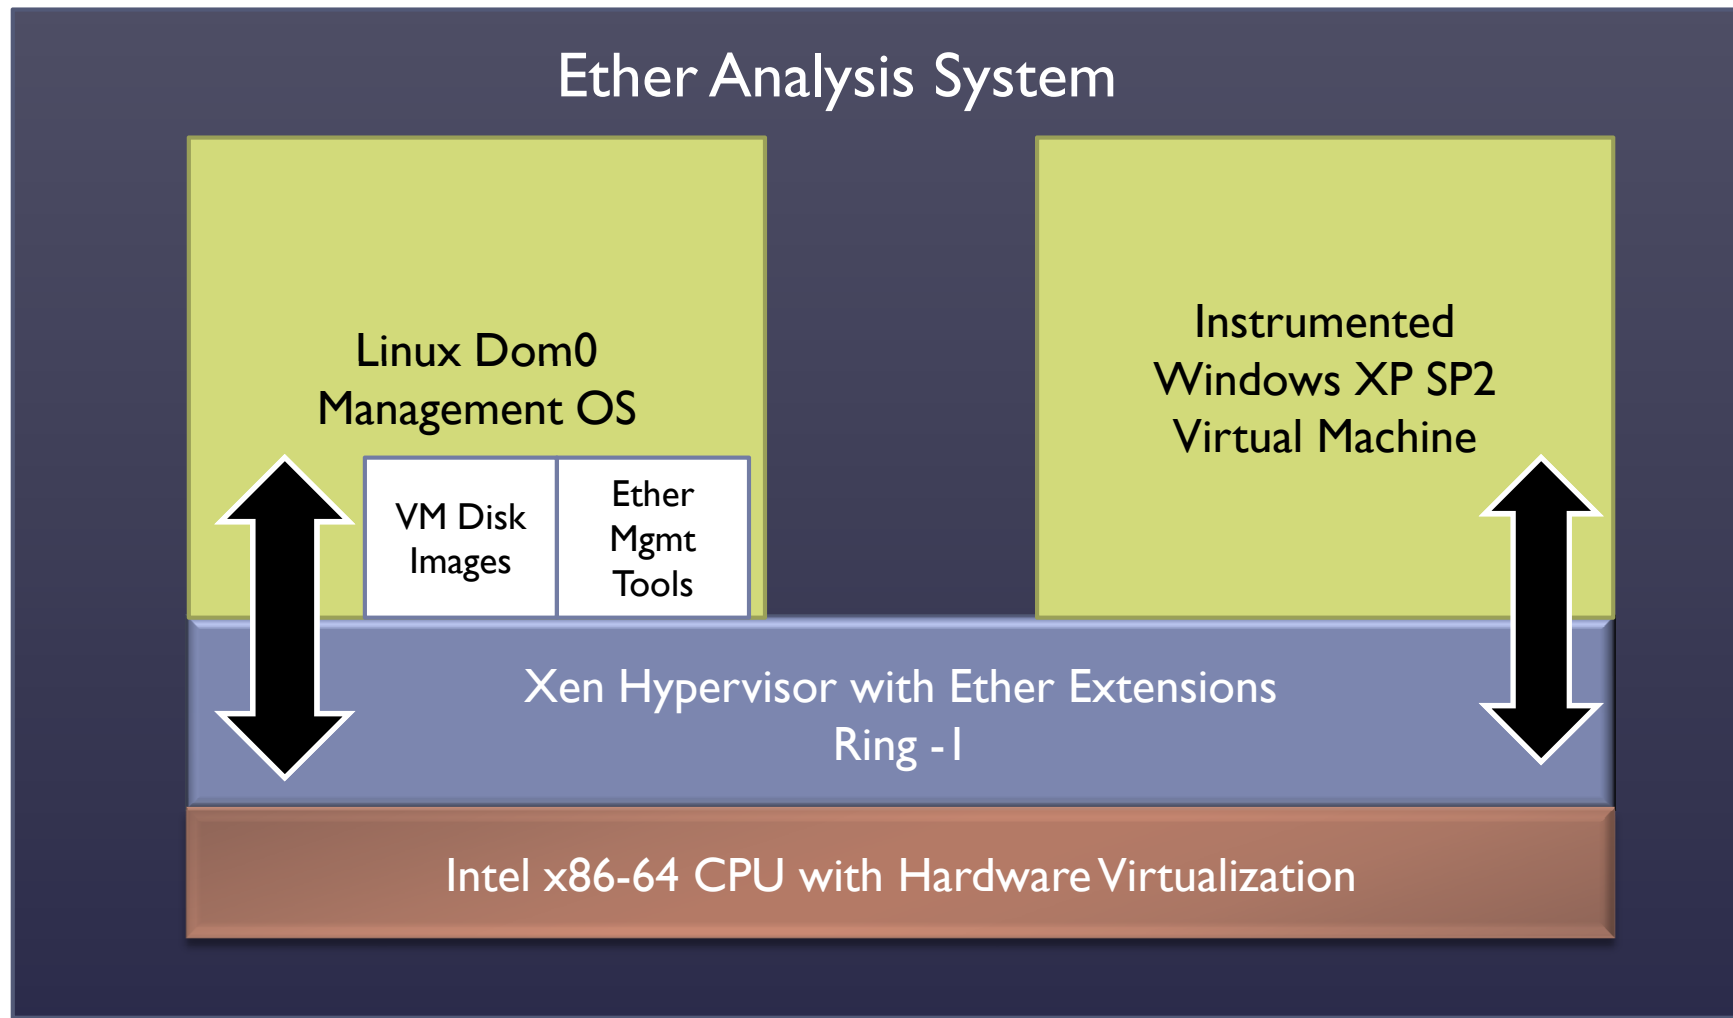 Ether Analysis System
Linux Dom0
Management OS
VM Disk
Images
Ether
Mgmt
Tools
Instrumented
Windows XP SP2
Virtual Machine
Xen Hypervisor with Ether Extensions
Ring -1
Intel x86-64 CPU with Hardware Virtualization